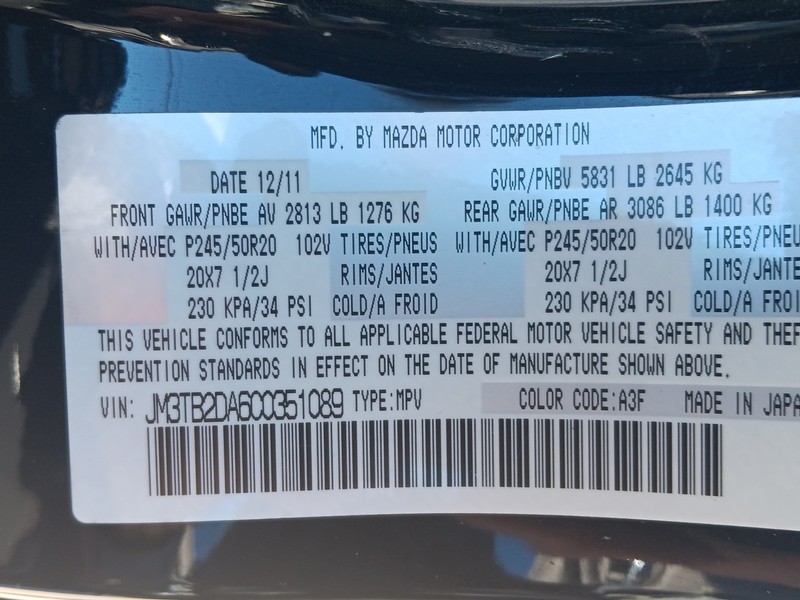 MFD. BY MAZDA MOTOR CORPORATION
DATE 12/11 GVWR/PNBV 5831 LB 2645 KG
FRONT GAWR/PNBE AV 2813 LB 1276 KG REAR GAWR/PNBE AR 3086 LB 1400 KG
WITH/AVEC P245/50R20 102V TIRES/PNEUS WITH/AVEC P245/50R20 102V TIRES/PNEU
20X7 1/2J RIMS/JANTES 20X7 1/2J RIMS/JANTE
230 KPA/34 PSI COLD/A FROID 230 KPA/34 PSI COLD/A FROI
THIS VEHICLE CONFORMS TO ALL APPLICABLE FEDERAL MOTOR VEHICLE SAFETY AND THEF
PREVENTION STANDARDS IN EFFECT ON THE DATE OF MANUFACTURE SHOWN ABOVE.
VIN: JM3TB2DA6C0351089 TYPE:MPV COLOR CODE:A3F MADE IN JAPA